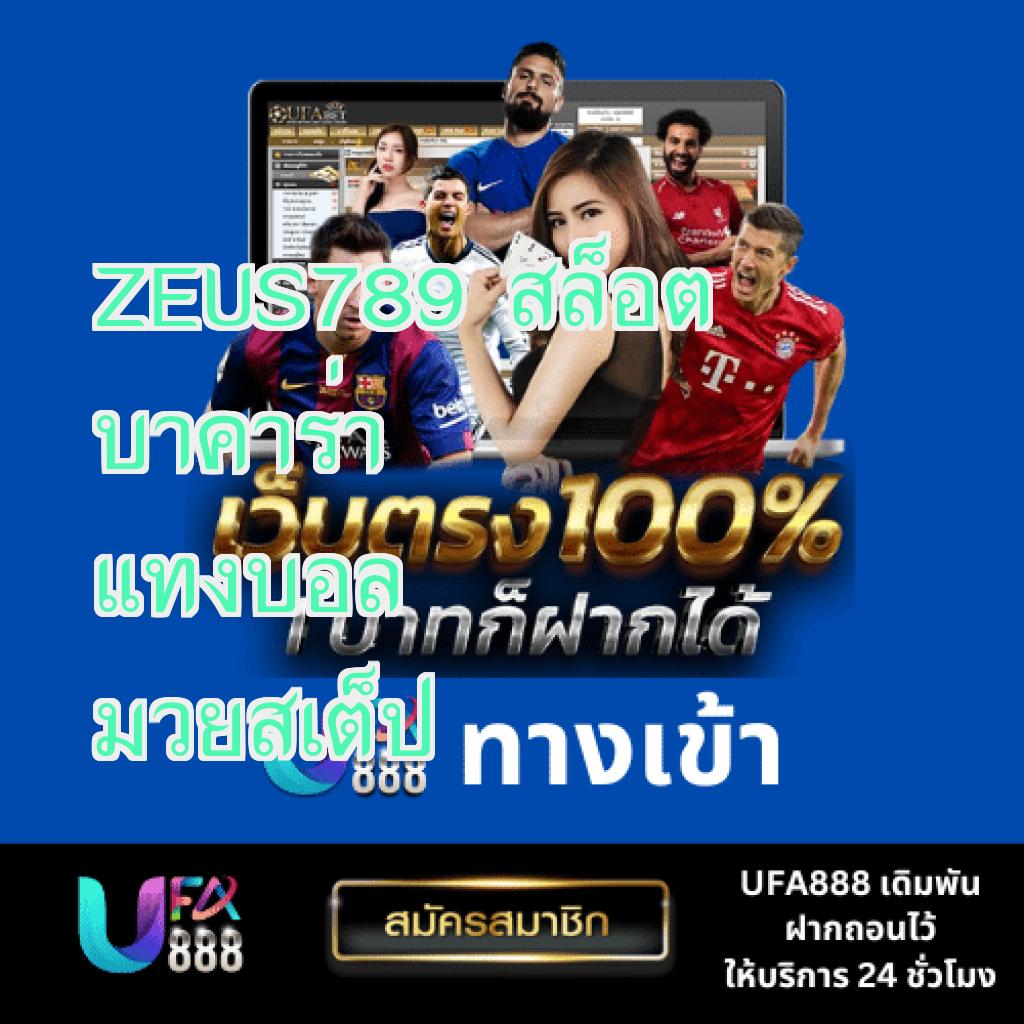 UFABET
ZEUS789 สล็อต
บาคาร่า
เว็บตรง100%
แทงบอล
1 บาทก็ฝากได้
มวยสเต็ป
888 ทางเข้า
UFA
888
สมัครสมาชิก
UFA888 เดิมพัน
ฝากถอนไว้
ให้บริการ 24 ชั่วโมง